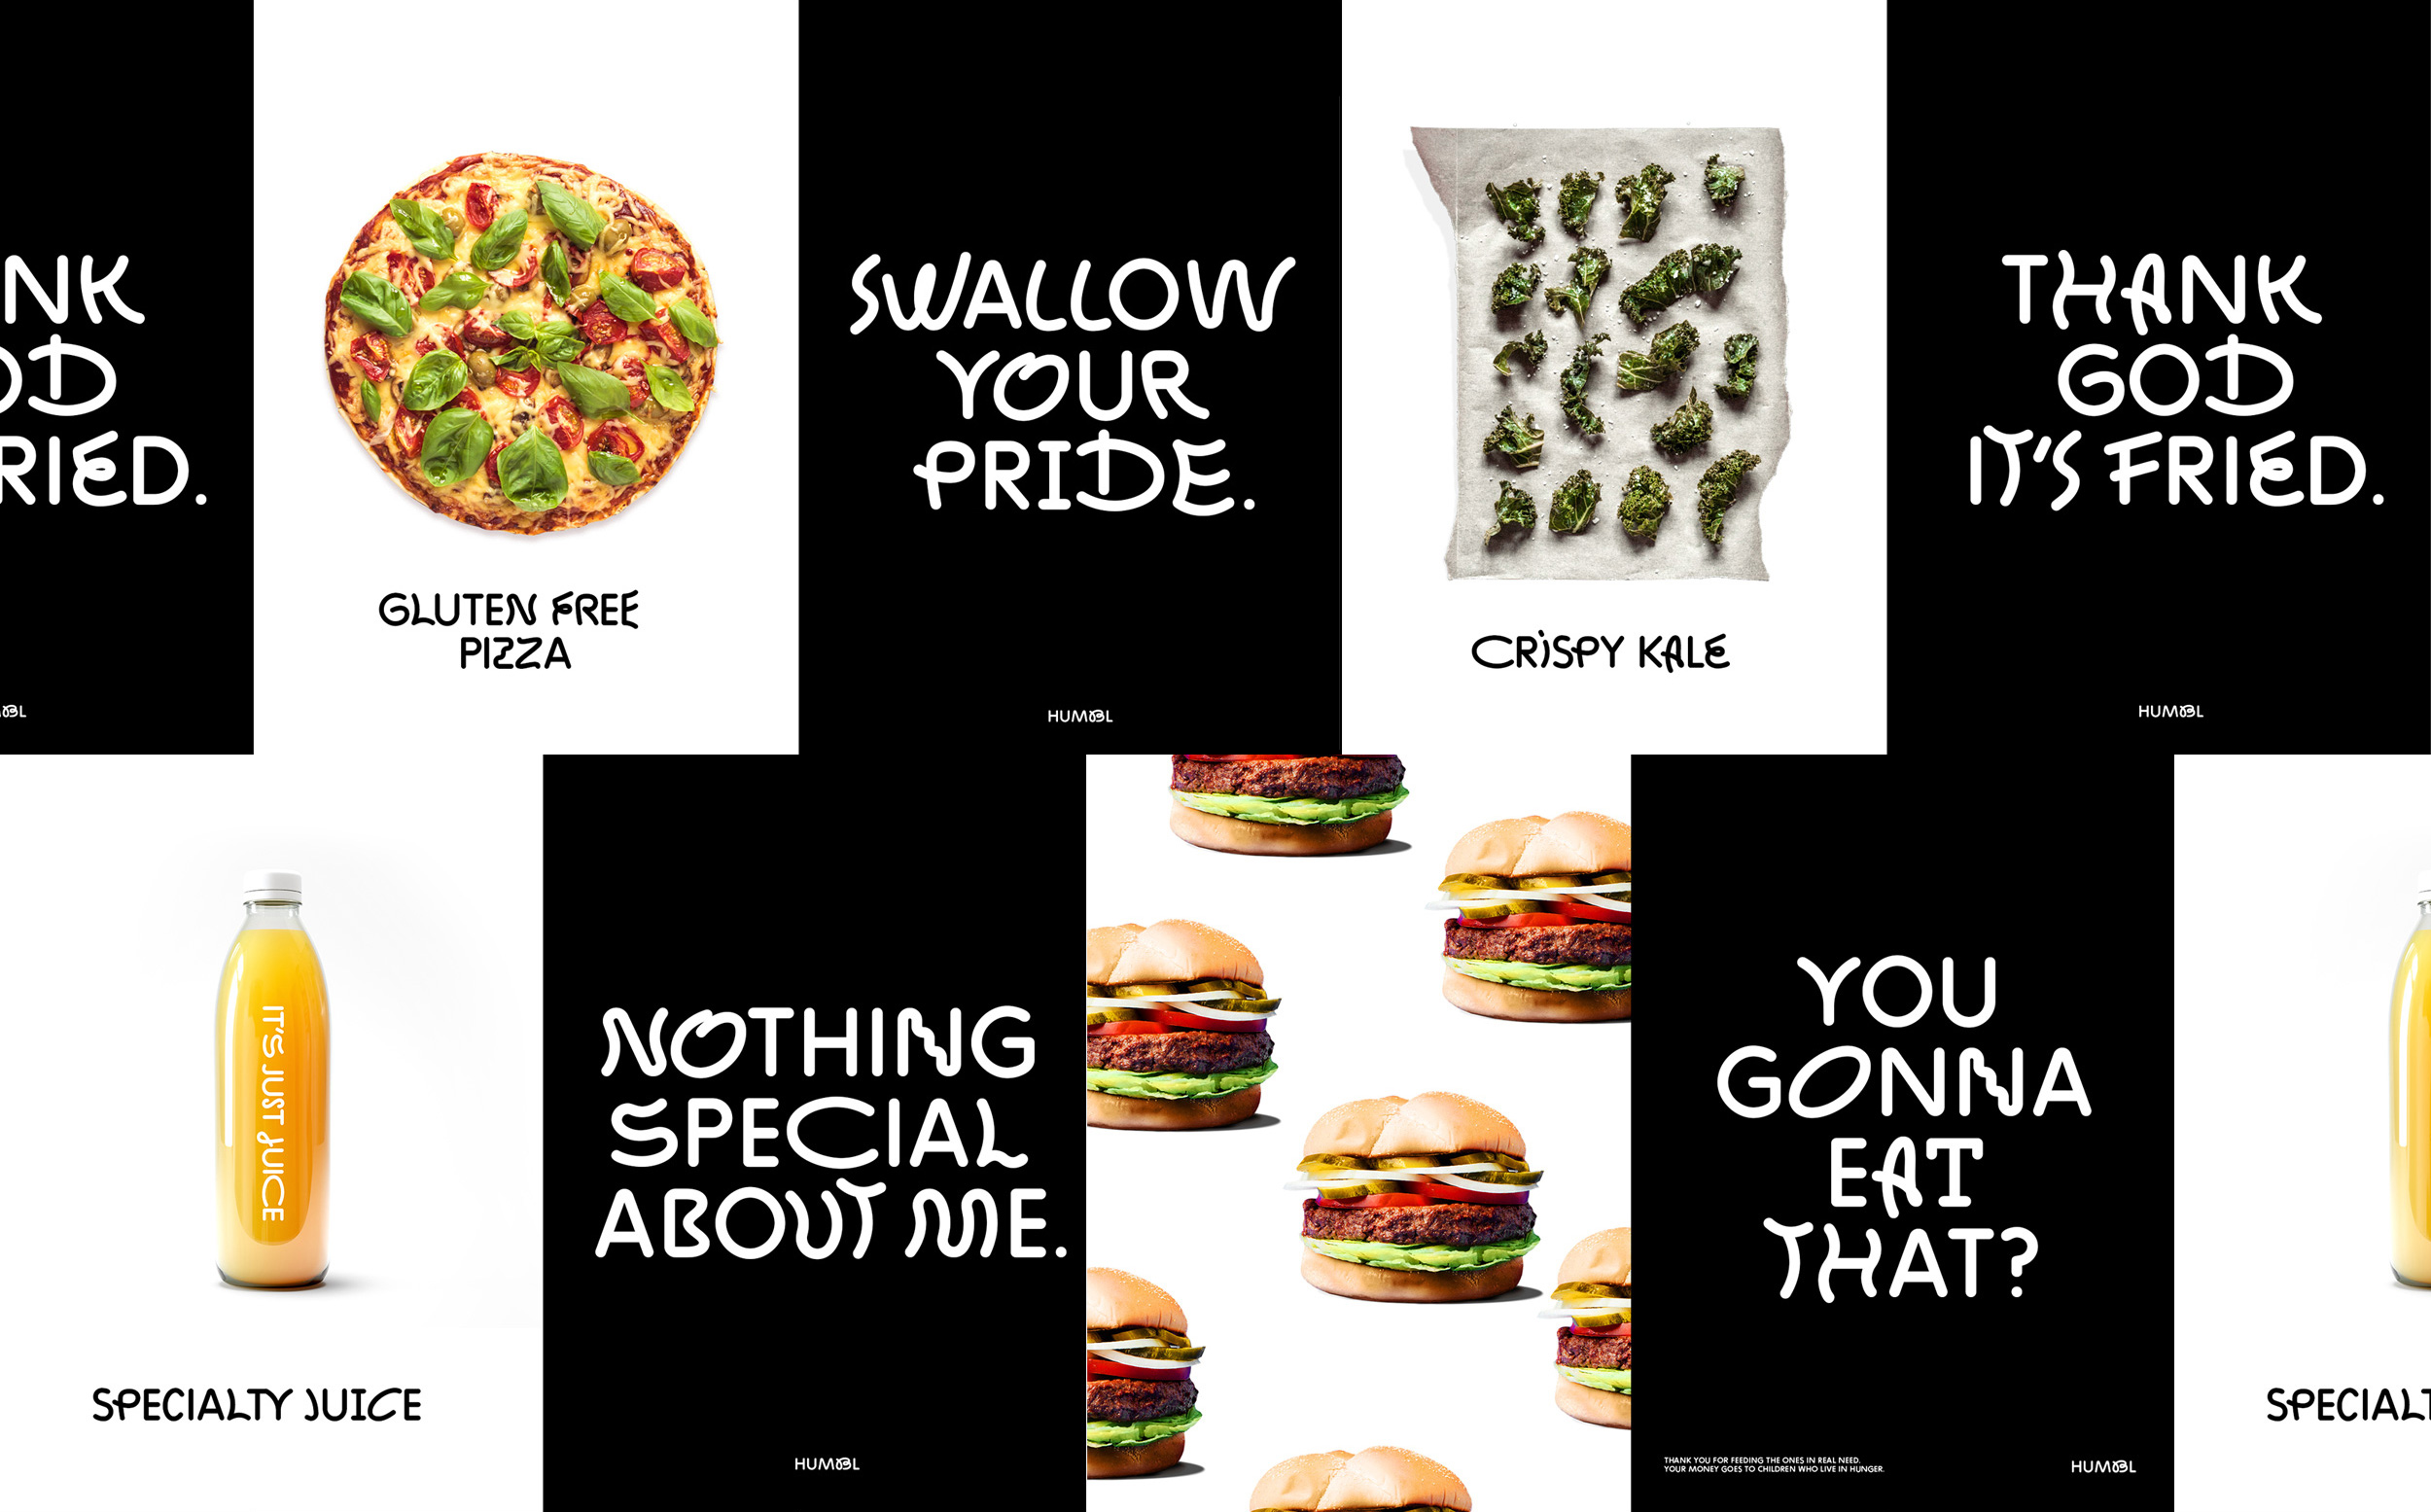 NK
OD
RIED.
BL
GLUTEN FREE
PIZZA
SWALLOW
YOUR
PRIDE.
HUMBL
CRISPY KALE
THANK
GOD
IT'S FRIED.
HUMBL
IT'S JUST JUICE
SPECIALTY JUICE
NOTHING
SPECIAL
ABOUT ME.
HUMBL
YOU
GONNA
EAT
THAT?
THANK YOU FOR FEEDING THE ONES IN REAL NEED.
YOUR MONEY GOES TO CHILDREN WHO LIVE IN HUNGER.
HUMBL
SPECIALT